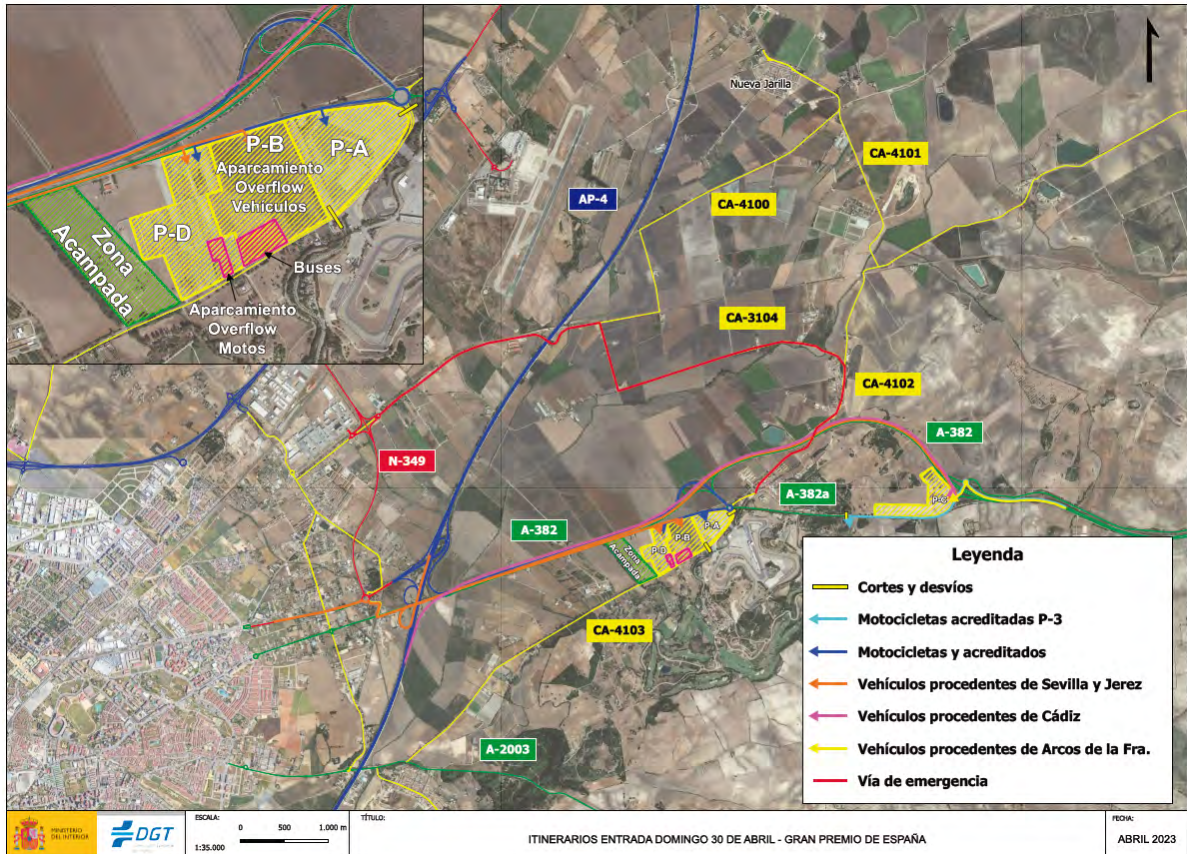 P-B
P-A
Aparcamiento
Overflow
Vehículos
P-D
Zona
Acampada
Buses
Aparcamiento
Overflow
Motos
Nueva Jarilla
CA-4101
AP-4
CA-4100
CA-3104
CA-4102
A-382
N-349
A-382a
P-C
A-382
P-A
P-B
P-D
Zona
Acampada
CA-4103
A-2003
Leyenda
Cortes y desvíos
Motocicletas acreditadas P-3
Motocicletas y acreditados
Vehículos procedentes de Sevilla y Jerez
Vehículos procedentes de Cádiz
Vehículos procedentes de Arcos de la Fra.
Vía de emergencia
MINISTERIO
DEL INTERIOR
DGT
ESCALA:
0 500 1,000 m
1:35.000
TÍTULO:
ITINERARIOS ENTRADA DOMINGO 30 DE ABRIL - GRAN PREMIO DE ESPAÑA
FECHA:
ABRIL 2023